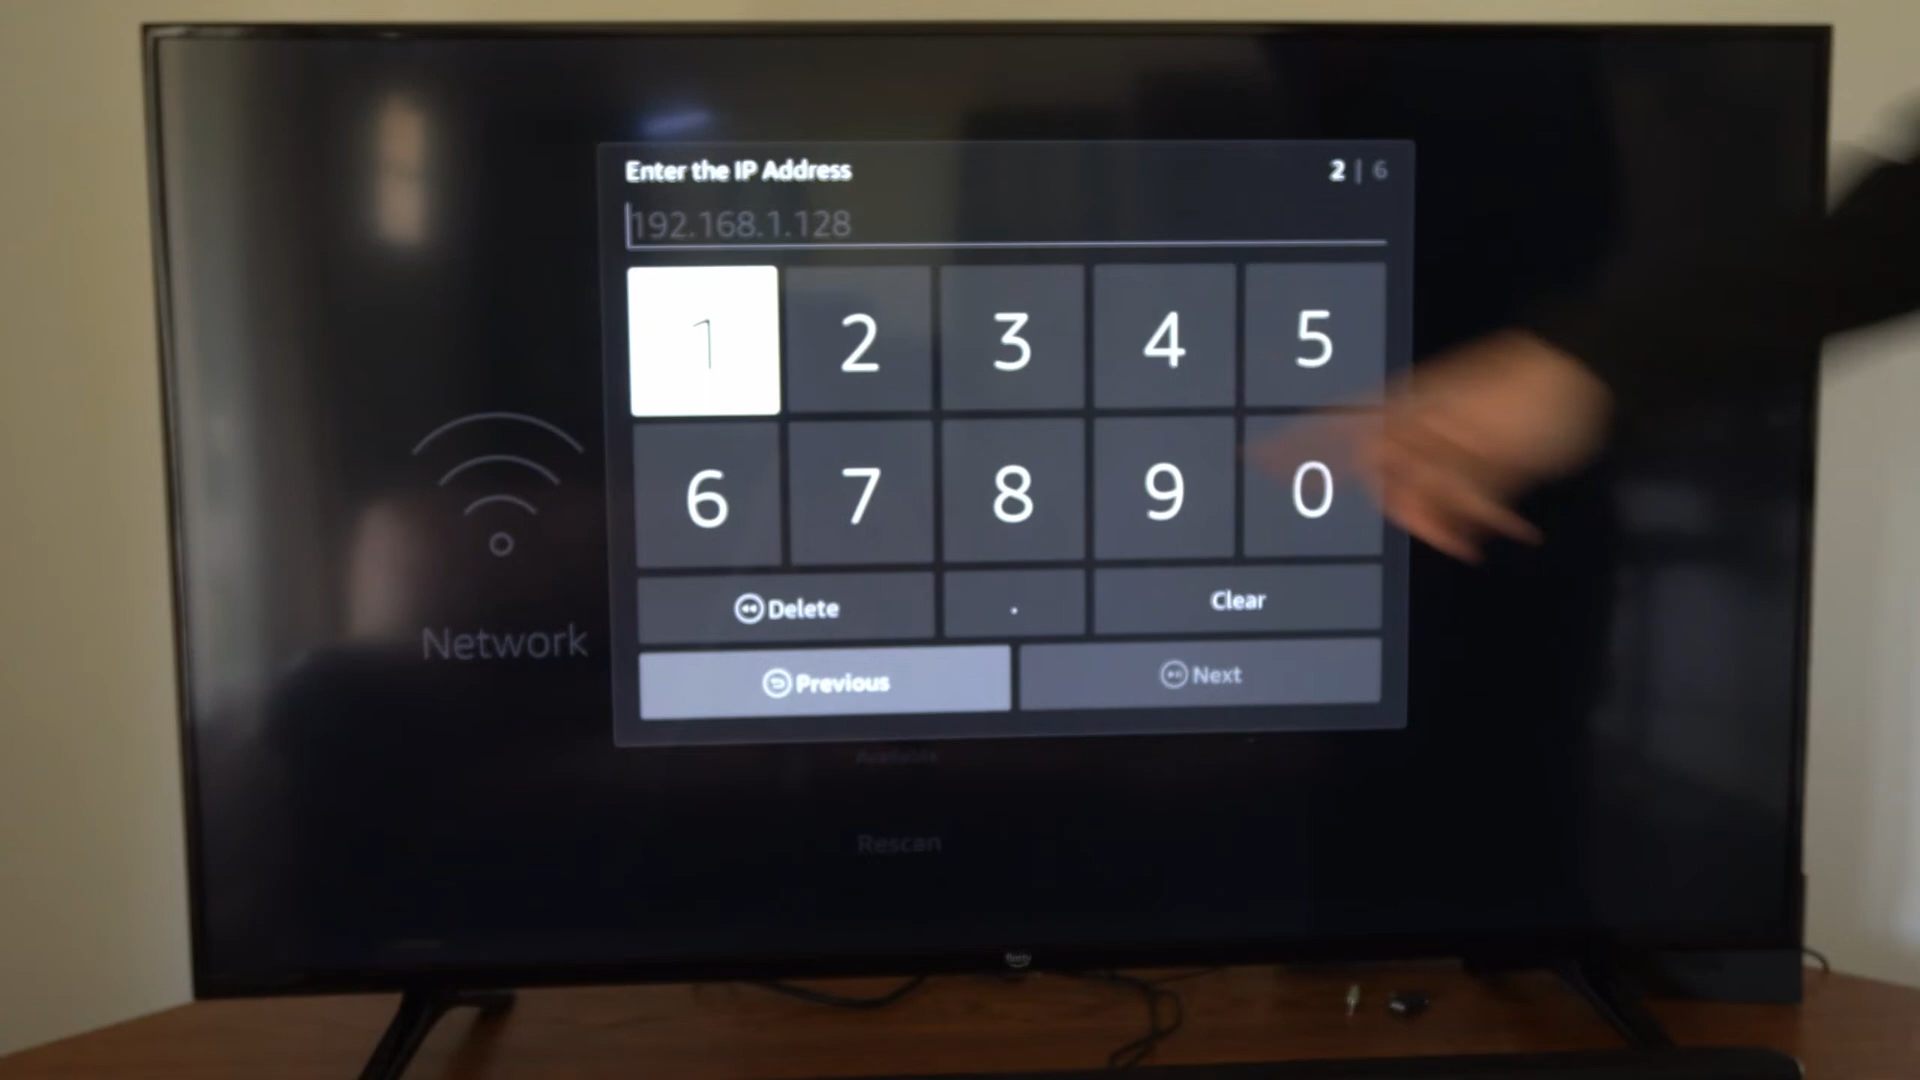 Enter the IP Address
2 | 6
192.168.1.128
1 2 3 4 5
6 7 8 9 0
Delete . Clear
Previous Next
Network
Available
Rescan